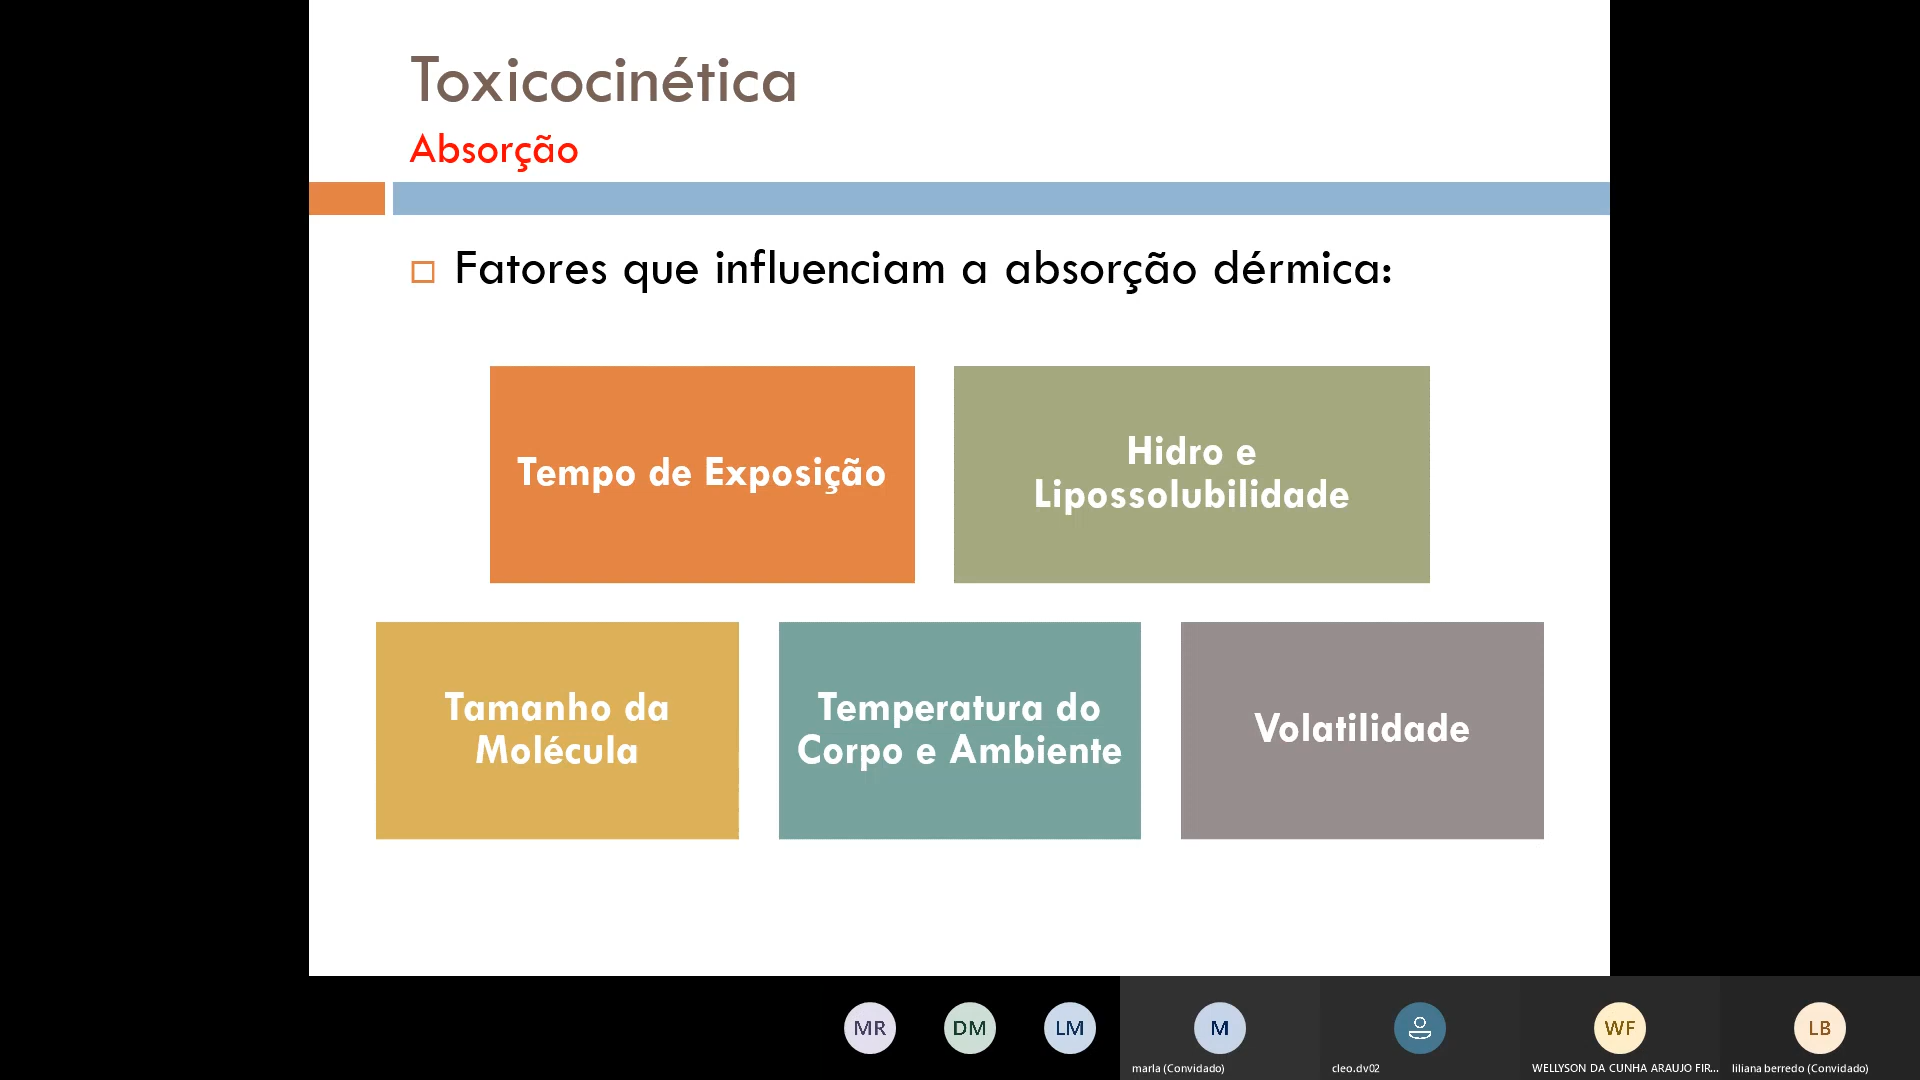 Toxicocinética
Absorção
Fatores que influenciam a absorção dérmica:
Tempo de Exposição
Hidro e
Lipossolubilidade
Tamanho da
Molécula
Temperatura do
Corpo e Ambiente
Volatilidade
MR
DM
LM
M
WF
LB
marla (Convidado)
cleo.dv02
WELLYSON DA CUNHA ARAUJO FIR...
liliana berredo (Convidado)